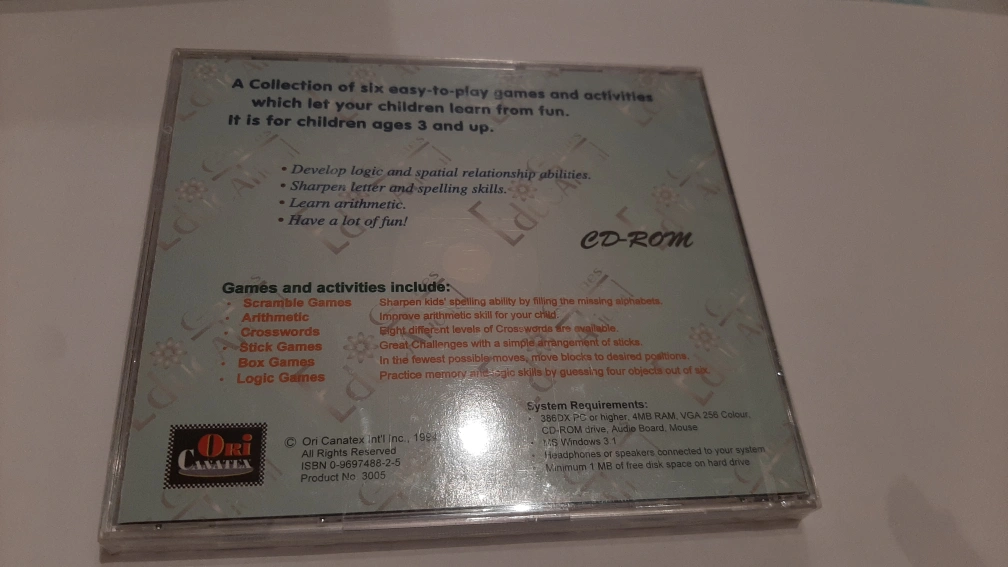 A Collection of six easy-to-play games and activities
which let your children learn from fun.
It is for children ages 3 and up.
• Develop logic and spatial relationship abilities.
• Sharpen letter and spelling skills.
• Learn arithmetic.
• Have a lot of fun!
CD-ROM
Games and activities include:
• Scramble Games Sharpen kids' spelling ability by filling the missing alphabets.
• Arithmetic Improve arithmetic skill for your child.
• Crosswords Eight different levels of Crosswords are available.
• Stick Games Great Challenges with a simple arrangement of sticks.
• Box Games In the fewest possible moves, move blocks to desired positions.
• Logic Games Practice memory and logic skills by guessing four objects out of six.
System Requirements:
• 386DX PC or higher, 4MB RAM, VGA 256 Colour,
CD-ROM drive, Audio Board, Mouse
• MS Windows 3.1
• Headphones or speakers connected to your system
• Minimum 1 MB of free disk space on hard drive
ORI
CANATEX
© Ori Canatex Int'l Inc.,
All Rights Reserved
ISBN 0-9697488-2-5
Product No 3005